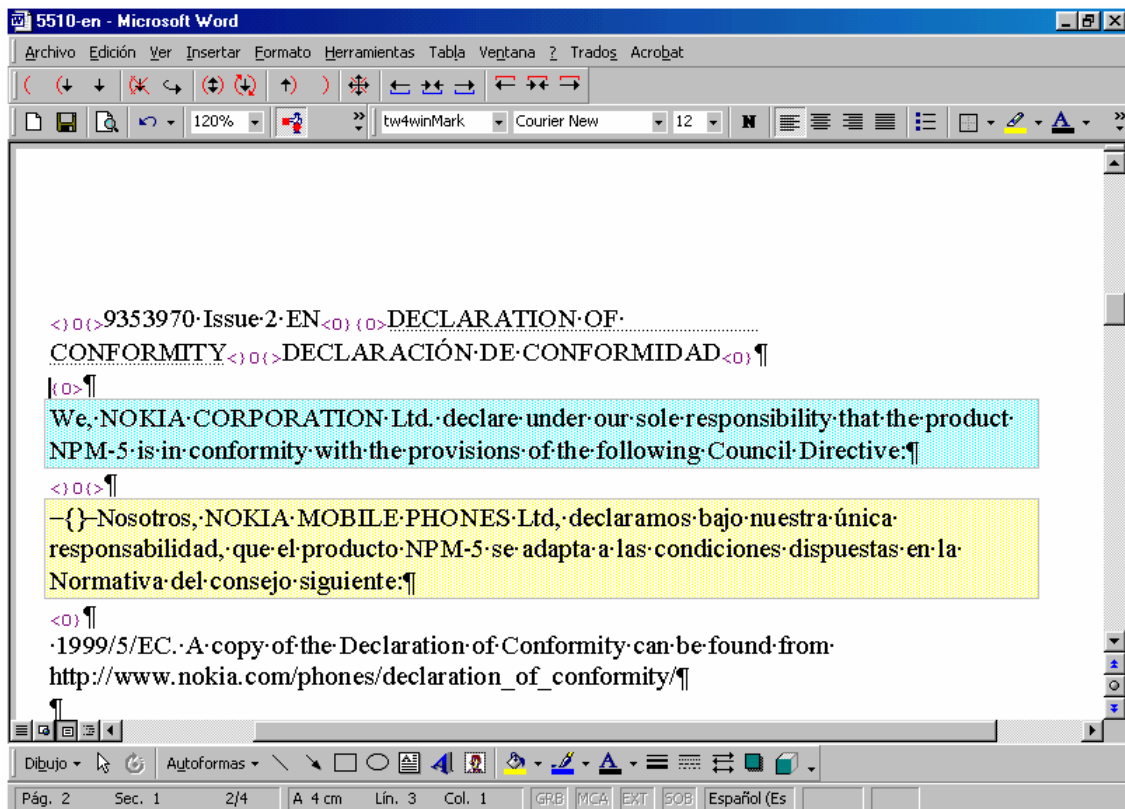 5510-en - Microsoft Word
Archivo Edición Ver Insertar Formato Herramientas Tabla Ventana ? Trados Acrobat
120% tw4winMark Courier New 12 N
<}0{>9353970·Issue·2·EN<0}{0>DECLARATION·OF·
CONFORMITY<}0{>DECLARACIÓN·DE·CONFORMIDAD<0}¶
{0>¶
We,·NOKIA·CORPORATION·Ltd.·declare·under·our·sole·responsibility·that·the·product·
NPM-5·is·in·conformity·with·the·provisions·of·the·following·Council·Directive:¶
<}0{>¶
–{}–Nosotros,·NOKIA·MOBILE·PHONES·Ltd,·declaramos·bajo·nuestra·única·
responsabilidad,·que·el·producto·NPM-5·se·adapta·a·las·condiciones·dispuestas·en·la·
Normativa·del·consejo·siguiente:¶
<0}¶
·1999/5/EC.·A·copy·of·the·Declaration·of·Conformity·can·be·found·from·
http://www.nokia.com/phones/declaration_of_conformity/¶
¶
Dibujo Autoformas
Pág. 2 Sec. 1 2/4 A 4 cm Lín. 3 Col. 1 GRB MCA EXT SOB Español (Es